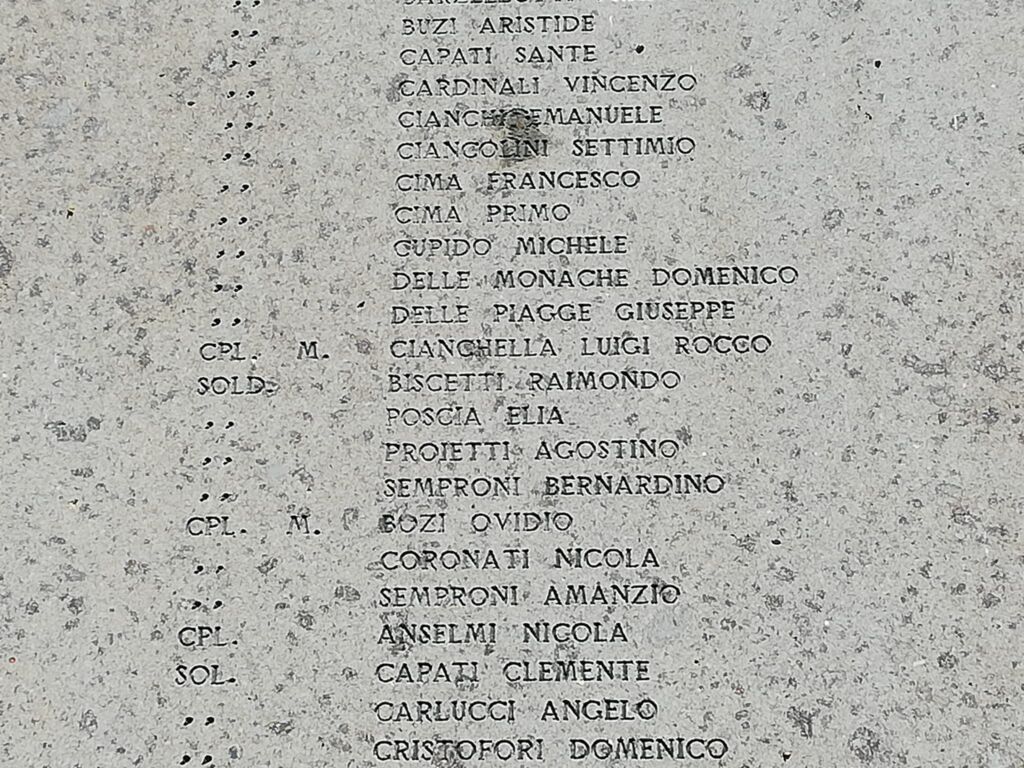 ,, BUZI ARISTIDE
,, CAPATI SANTE
,, CARDINALI VINCENZO
,, CIANCHI EMANUELE
,, CIANCOLINI SETTIMIO
,, CIMA FRANCESCO
,, CIMA PRIMO
,, CUPIDO MICHELE
,, DELLE MONACHE DOMENICO
,, DELLE PIAGGE GIUSEPPE
CPL. M. CIANCHELLA LUIGI ROCCO
SOLD. BISCETTI RAIMONDO
,, POSCIA ELIA
,, PROIETTI AGOSTINO
,, SEMPRONI BERNARDINO
CPL. M. BOZI OVIDIO
,, CORONATI NICOLA
,, SEMPRONI AMANZIO
CPL. ANSELMI NICOLA
SOL. CAPATI CLEMENTE
,, CARLUCCI ANGELO
,, CRISTOFORI DOMENICO